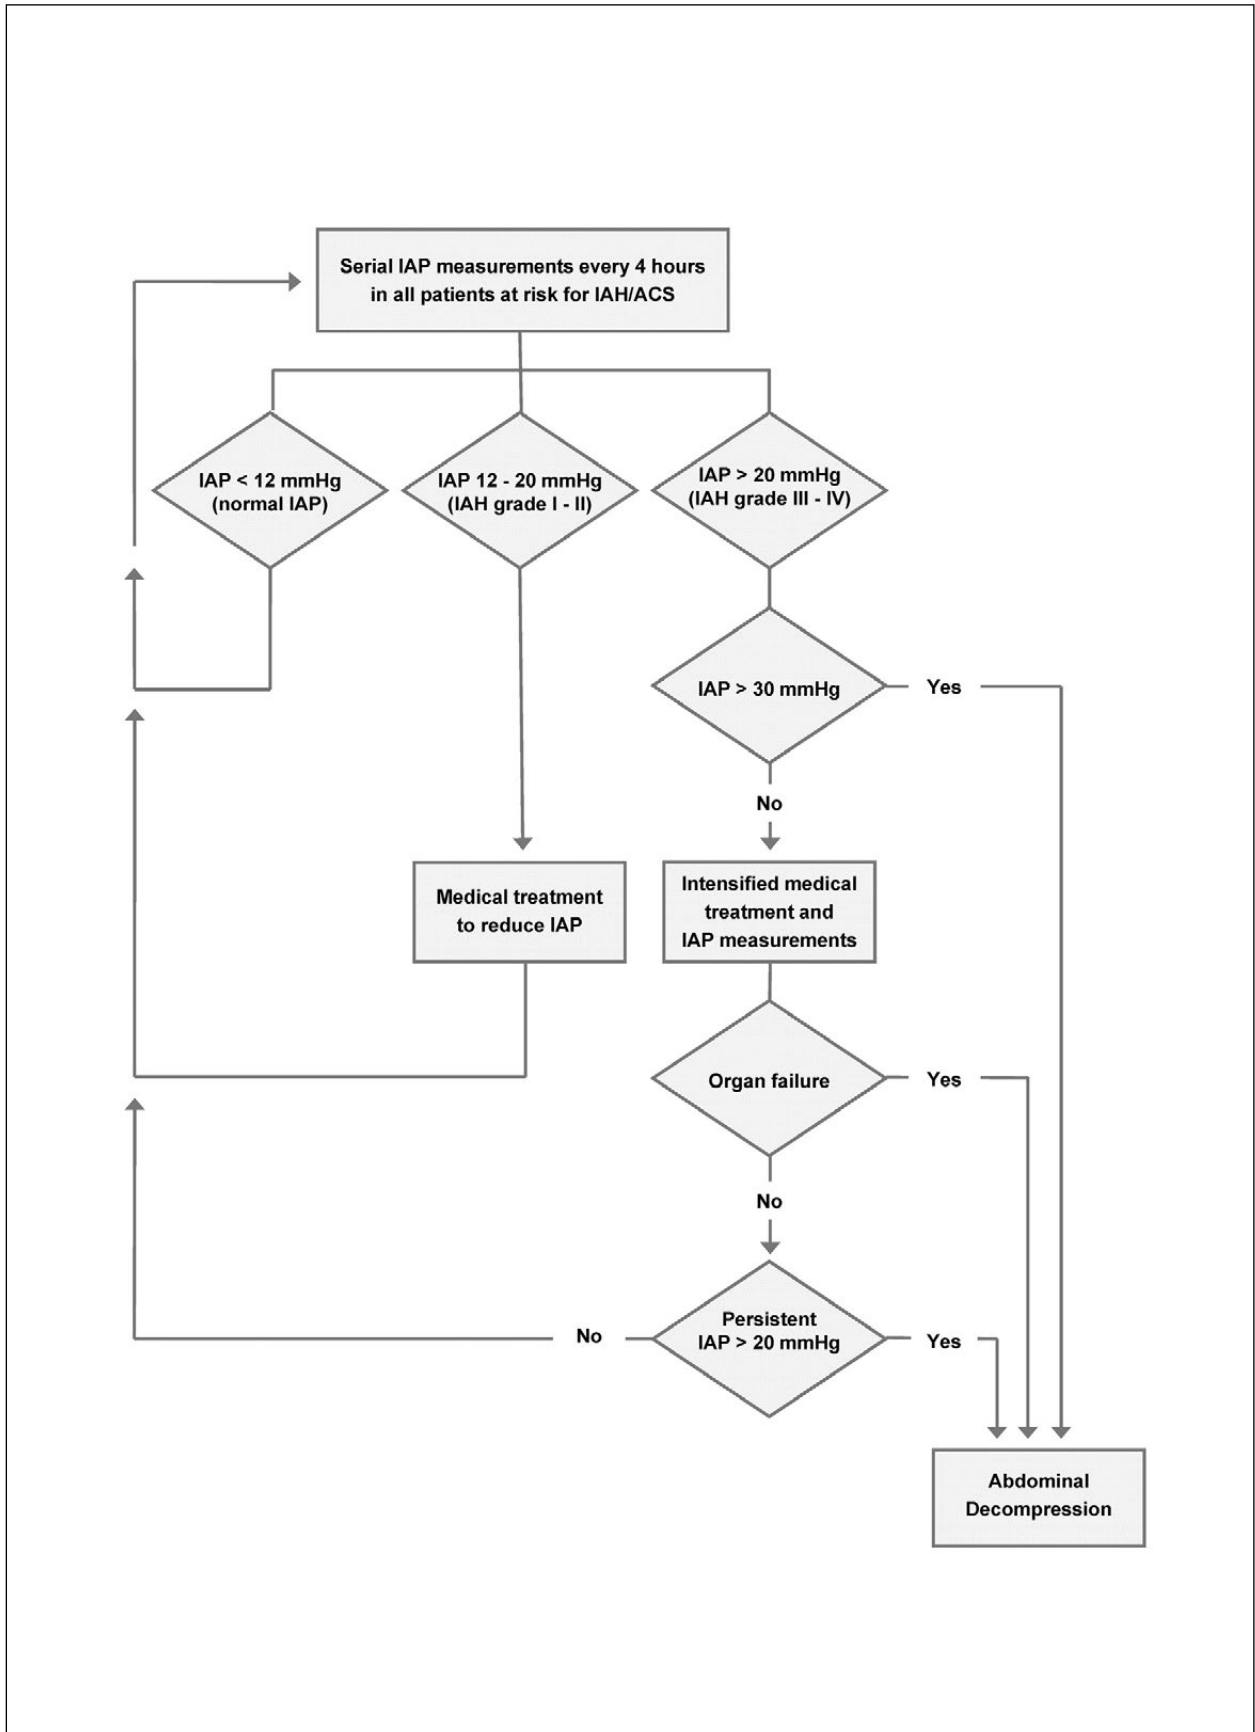 Serial IAP measurements every 4 hours
in all patients at risk for IAH/ACS
IAP < 12 mmHg
(normal IAP)
IAP 12 - 20 mmHg
(IAH grade I - II)
IAP > 20 mmHg
(IAH grade III - IV)
IAP > 30 mmHg
Yes
No
Medical treatment
to reduce IAP
Intensified medical
treatment and
IAP measurements
Organ failure
Yes
No
Persistent
IAP > 20 mmHg
No
Yes
Abdominal
Decompression